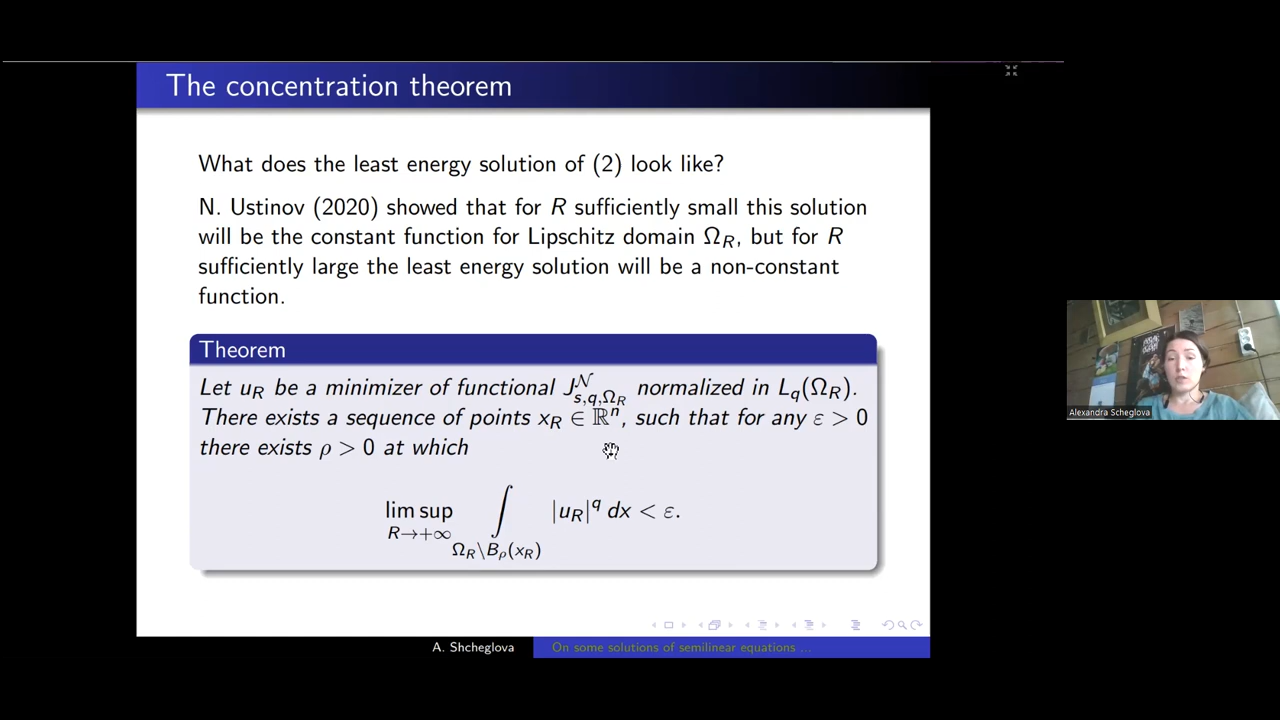 The concentration theorem
What does the least energy solution of (2) look like?
N. Ustinov (2020) showed that for R sufficiently small this solution
will be the constant function for Lipschitz domain Ω_R, but for R
sufficiently large the least energy solution will be a non-constant
function.
Theorem
Let u_R be a minimizer of functional J^𝒩_{s,q,Ω_R} normalized in L_q(Ω_R).
There exists a sequence of points x_R ∈ ℝ^n, such that for any ε > 0
there exists ρ > 0 at which
lim sup_{R→+∞} ∫_{Ω_R\B_ρ(x_R)} |u_R|^q dx < ε.
A. Shcheglova
On some solutions of semilinear equations ...
Alexandra Scheglova